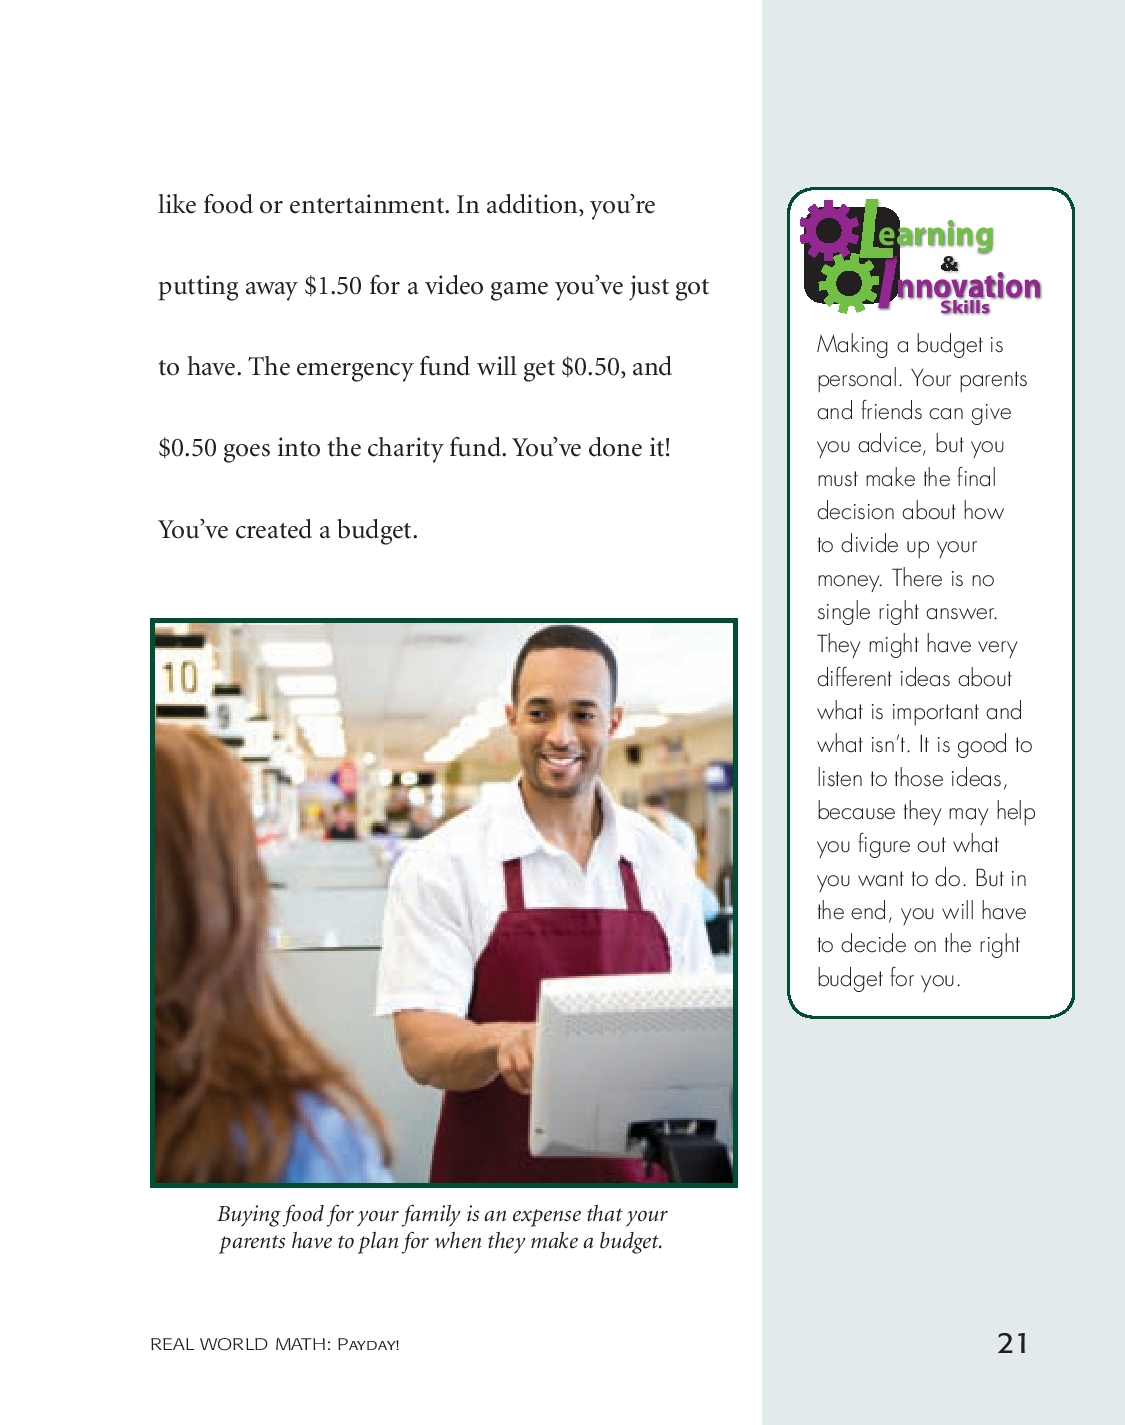 like food or entertainment. In addition, you’re
putting away $1.50 for a video game you’ve just got
to have. The emergency fund will get $0.50, and
$0.50 goes into the charity fund. You’ve done it!
You’ve created a budget.
10
9
Buying food for your family is an expense that your
parents have to plan for when they make a budget.
Learning
&
Innovation
Skills
Making a budget is
personal. Your parents
and friends can give
you advice, but you
must make the final
decision about how
to divide up your
money. There is no
single right answer.
They might have very
different ideas about
what is important and
what isn’t. It is good to
listen to those ideas,
because they may help
you figure out what
you want to do. But in
the end, you will have
to decide on the right
budget for you.
REAL WORLD MATH: PAYDAY!
21